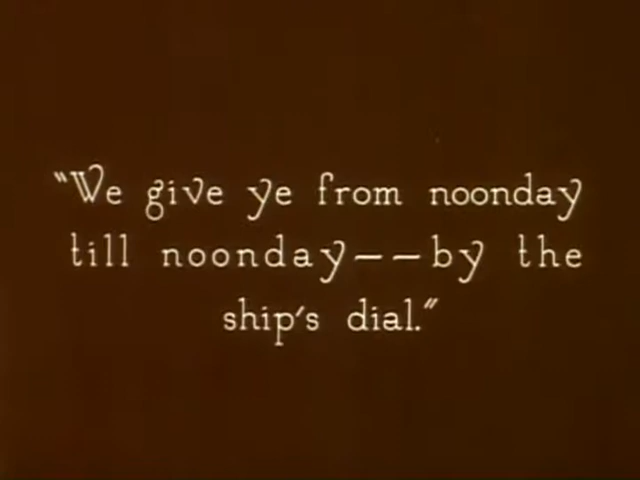 "We give ye from noonday
till noonday--by the
ship's dial."